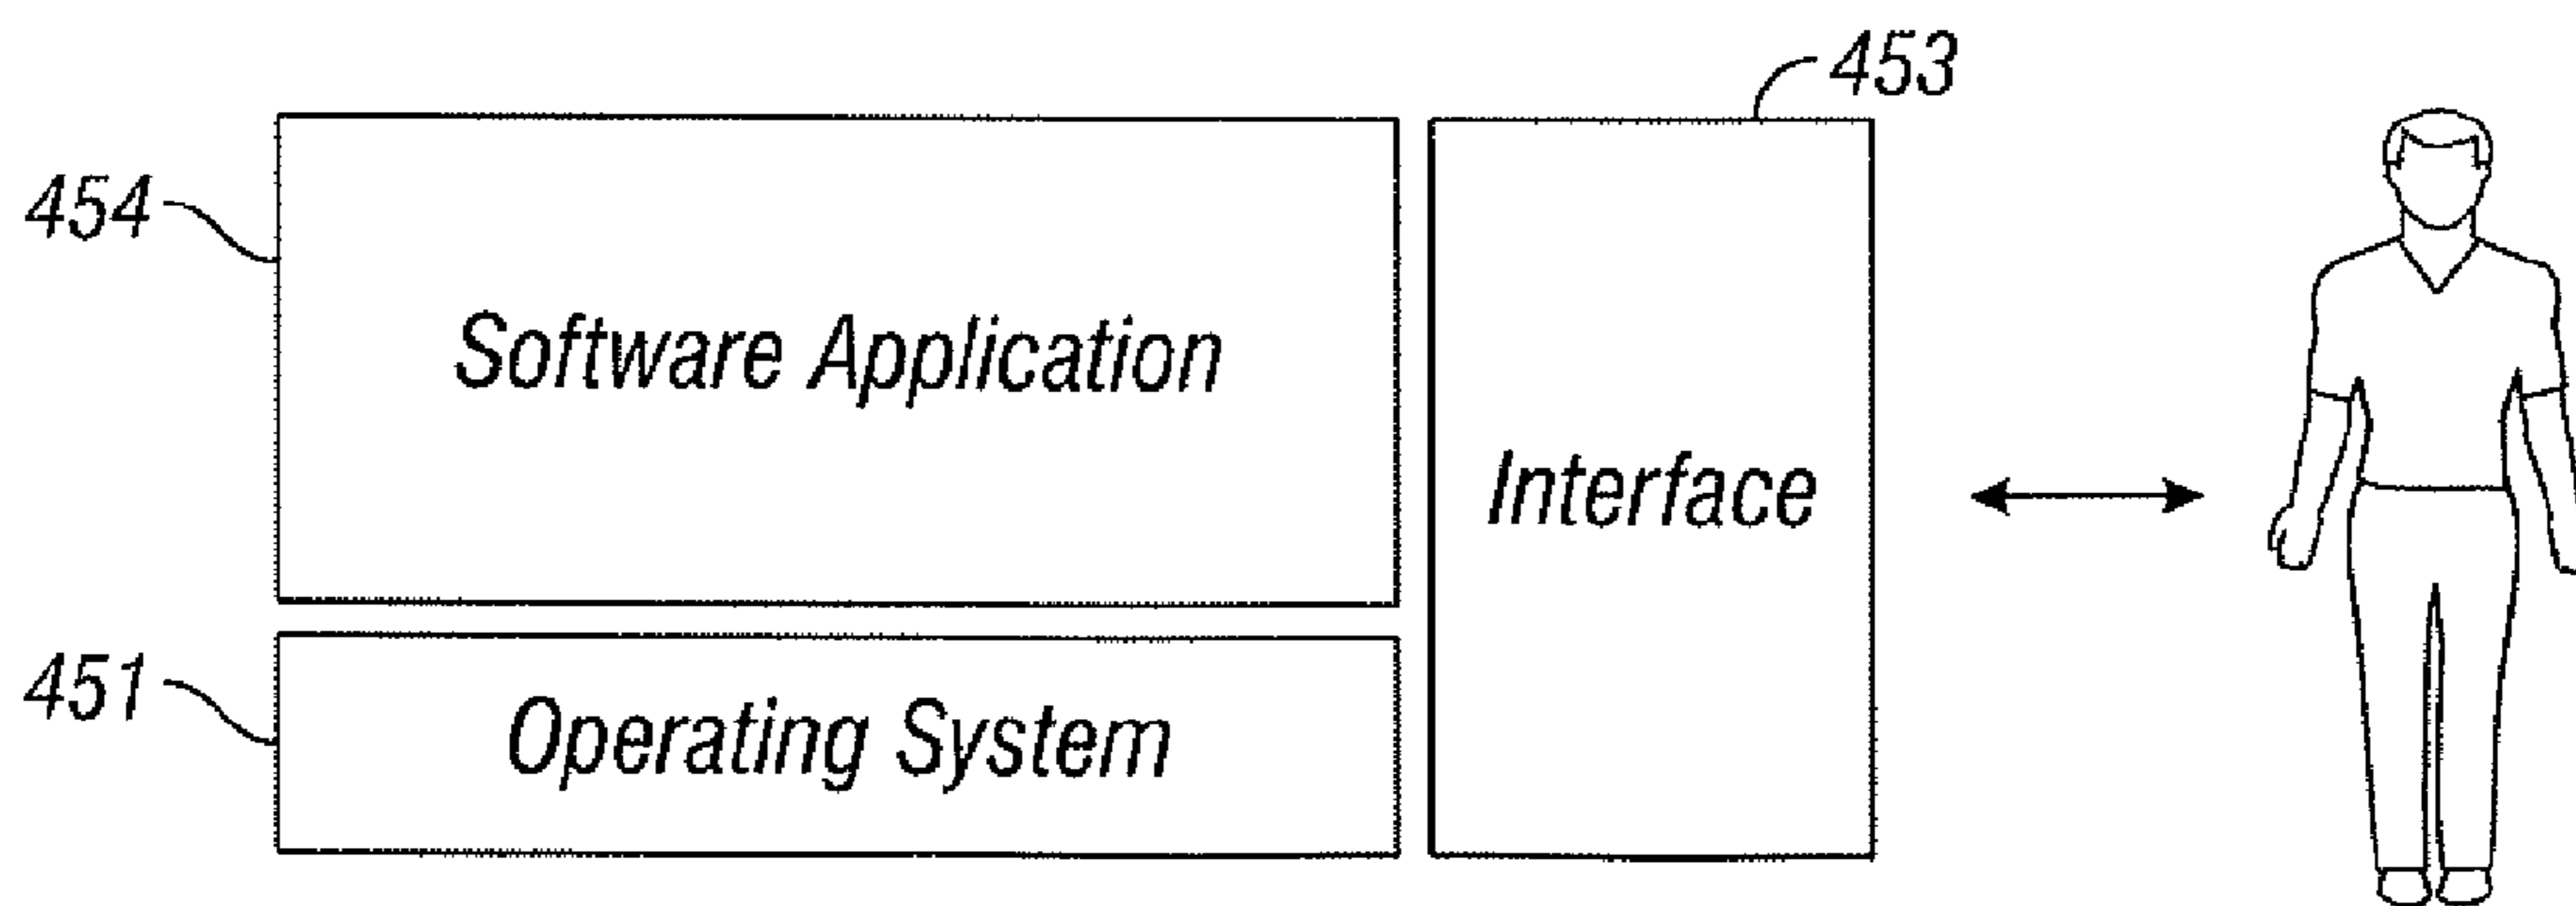 453
454
Software Application
Interface
451
Operating System